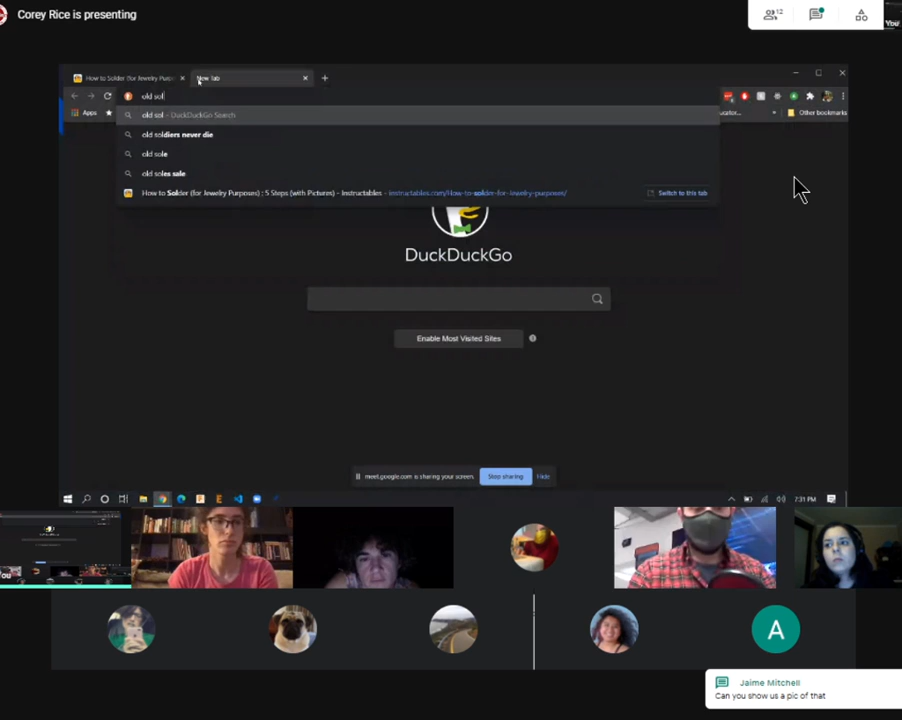 Corey Rice is presenting
12
You
How to Solder (for Jewelry Purp
New Tab
old sol
Apps
Other bookmarks
old sol - DuckDuckGo Search
old soldiers never die
old sole
old soles sale
How to Solder (for Jewelry Purposes) : 5 Steps (with Pictures) - Instructables - instructables.com/How-to-solder-for-jewelry-purposes/
Switch to this tab
DuckDuckGo
Enable Most Visited Sites
meet.google.com is sharing your screen.
Stop sharing
Hide
7:31 PM
You
A
Jaime Mitchell
Can you show us a pic of that